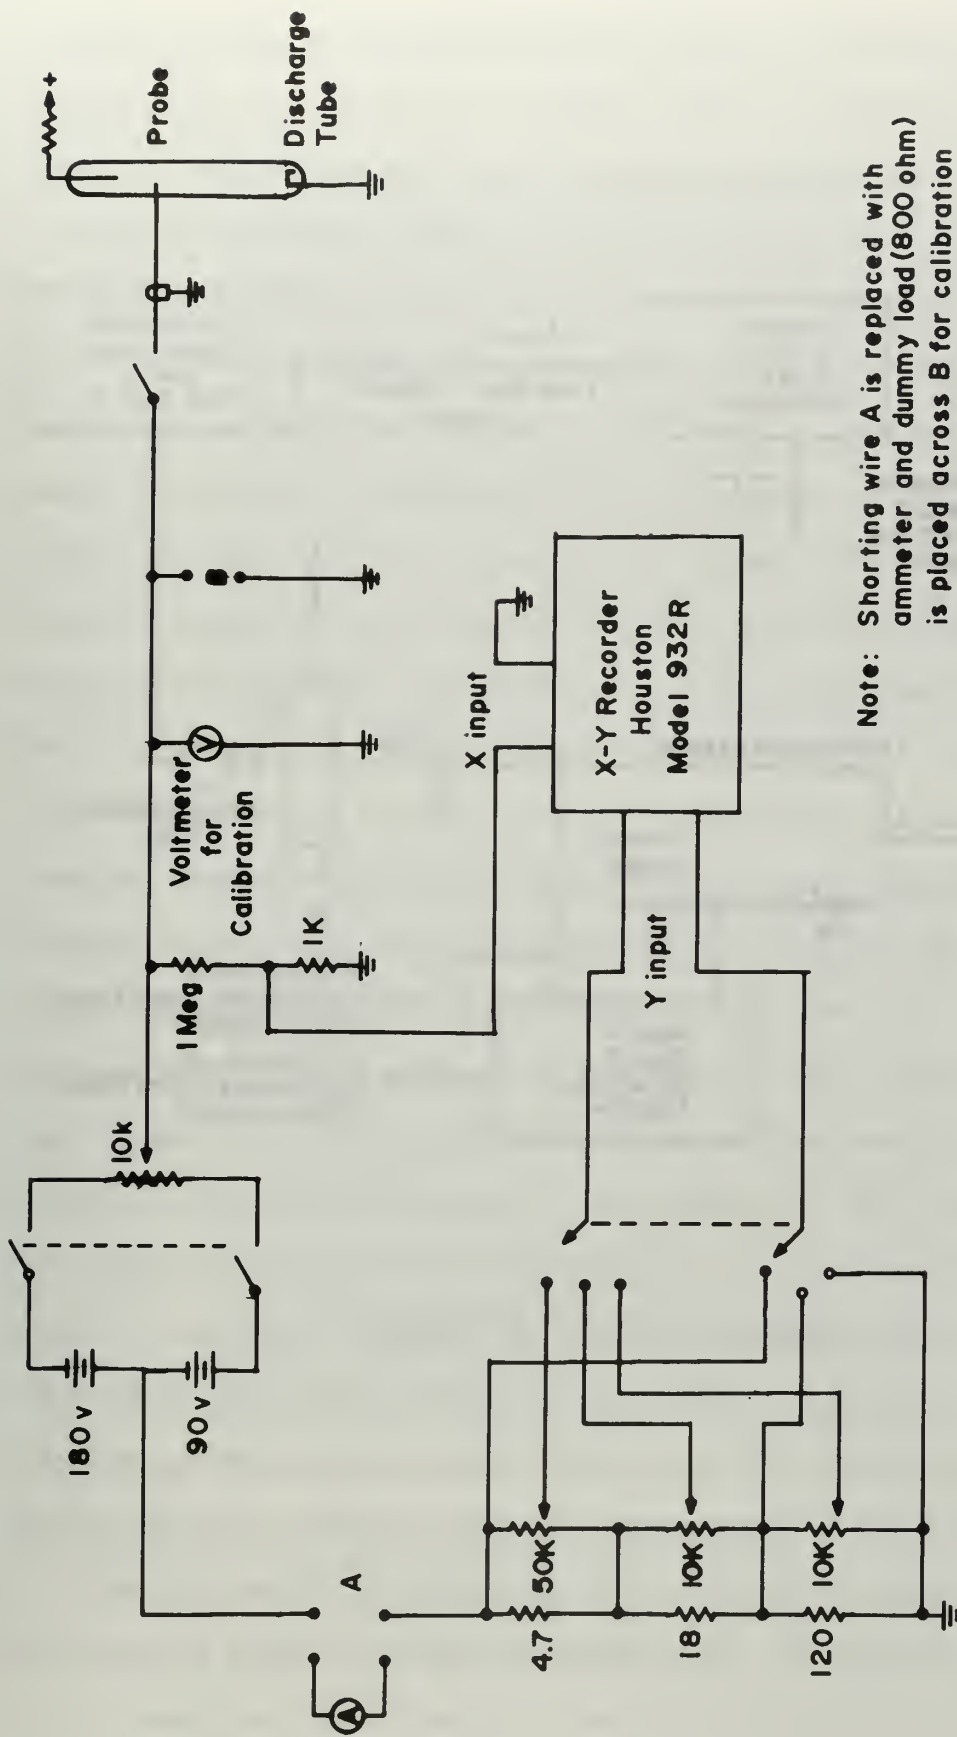 +
Probe
Discharge
Tube
180 v
90 v
10k
1 Meg
1K
Voltmeter
for
Calibration
V
X input
X-Y Recorder
Houston
Model 932R
Y input
A
A
4.7
50K
18
10K
120
10K
Note: Shorting wire A is replaced with
ammeter and dummy load (800 ohm)
is placed across B for calibration